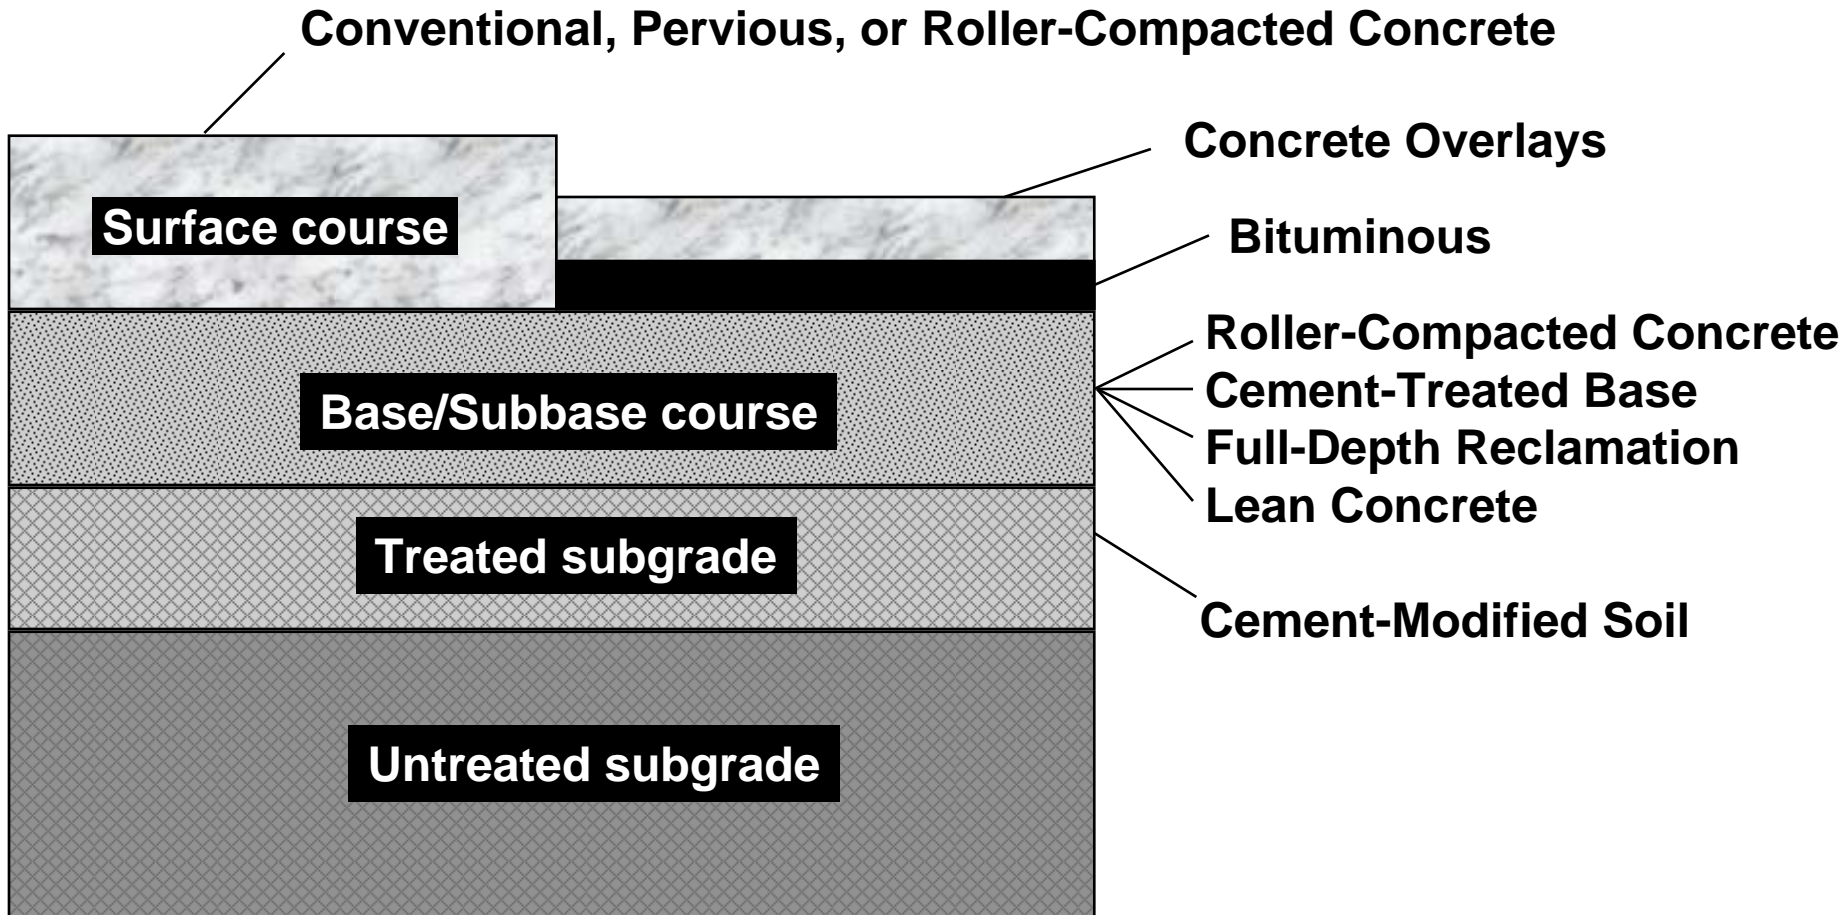 Conventional, Pervious, or Roller-Compacted Concrete
Concrete Overlays
Surface course
Bituminous
Roller-Compacted Concrete
Cement-Treated Base
Base/Subbase course
Full-Depth Reclamation
Lean Concrete
Treated subgrade
Cement-Modified Soil
Untreated subgrade